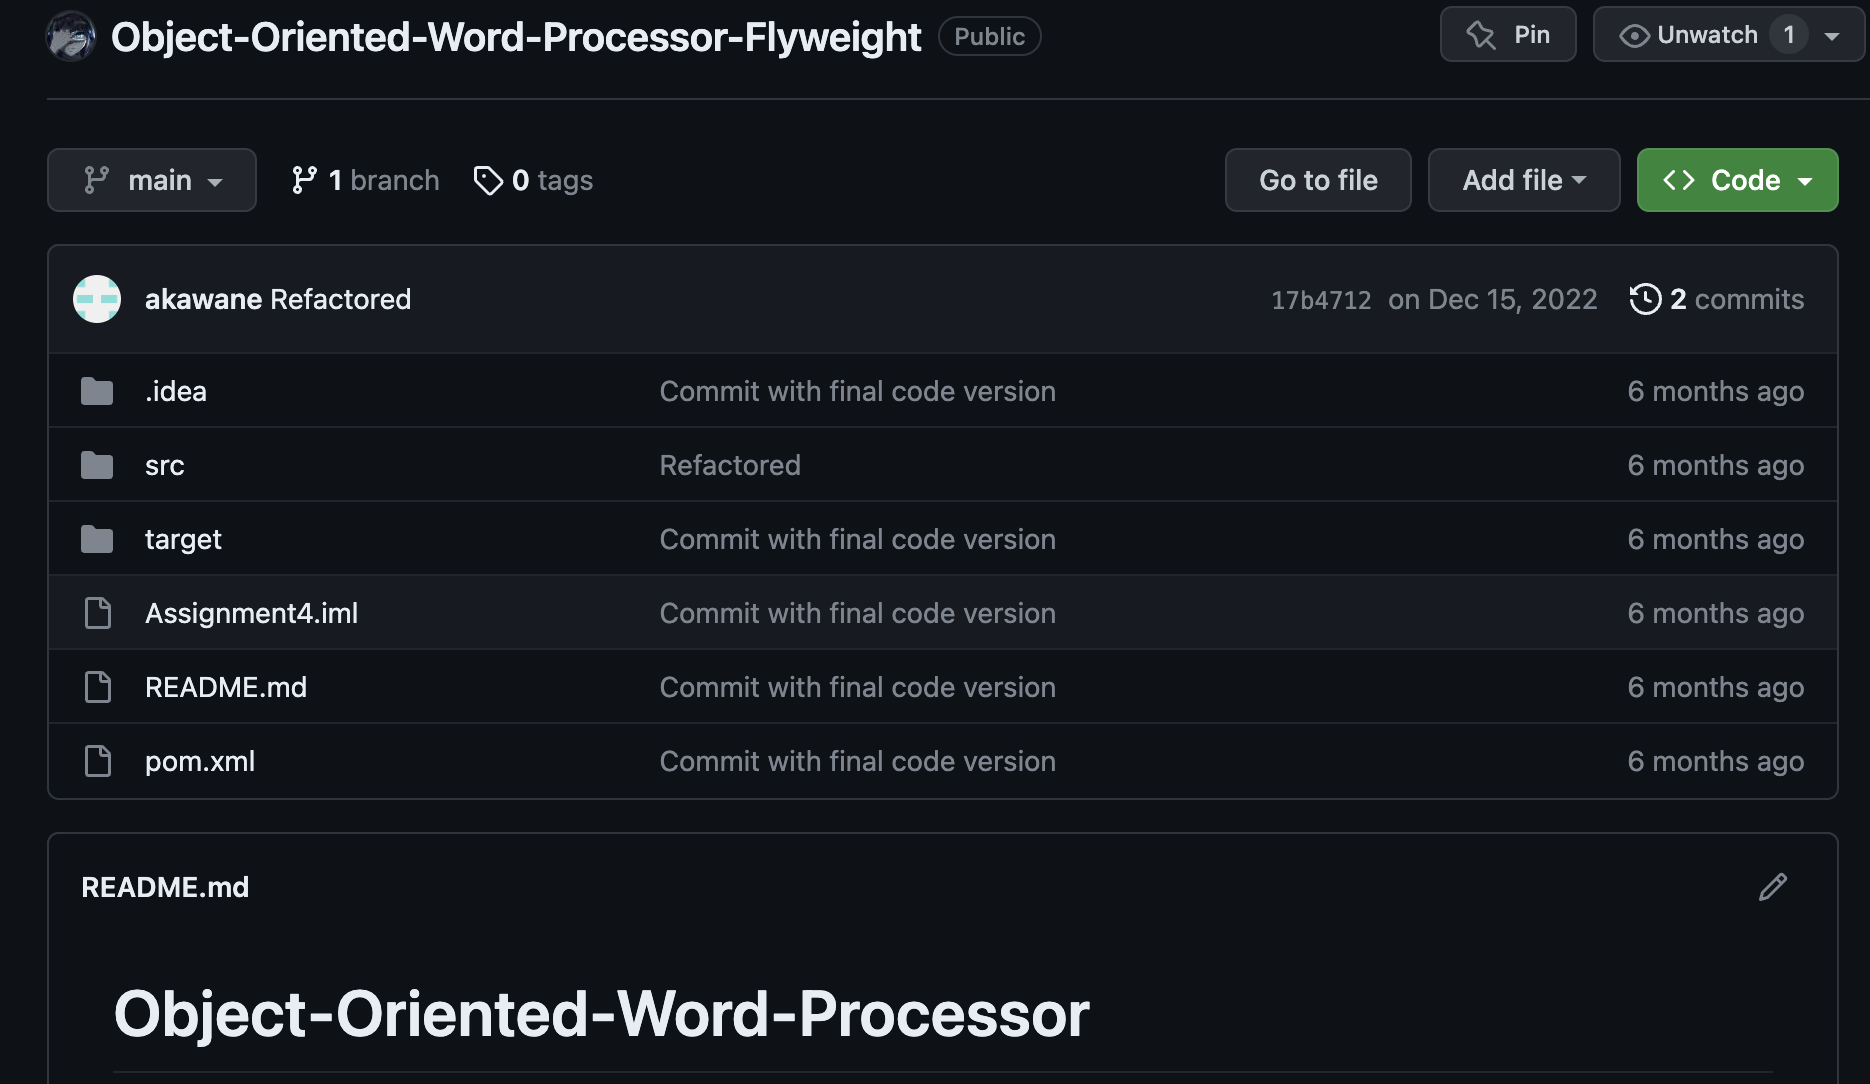 Object-Oriented-Word-Processor-Flyweight Public Pin Unwatch 1
main 1 branch 0 tags Go to file Add file Code
akawane Refactored 17b4712 on Dec 15, 2022 2 commits
.idea Commit with final code version 6 months ago
src Refactored 6 months ago
target Commit with final code version 6 months ago
Assignment4.iml Commit with final code version 6 months ago
README.md Commit with final code version 6 months ago
pom.xml Commit with final code version 6 months ago
README.md
Object-Oriented-Word-Processor